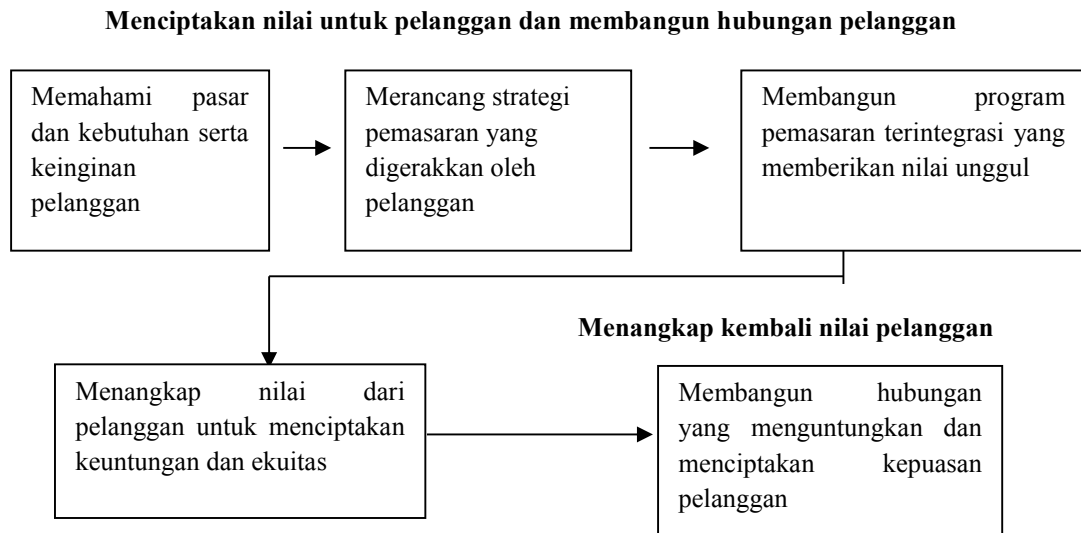 Menciptakan nilai untuk pelanggan dan membangun hubungan pelanggan
Memahami pasar
dan kebutuhan serta
keinginan
pelanggan
Merancang strategi
pemasaran yang
digerakkan oleh
pelanggan
Membangun program
pemasaran terintegrasi yang
memberikan nilai unggul
Menangkap kembali nilai pelanggan
Menangkap nilai dari
pelanggan untuk menciptakan
keuntungan dan ekuitas
Membangun hubungan
yang menguntungkan dan
menciptakan kepuasan
pelanggan